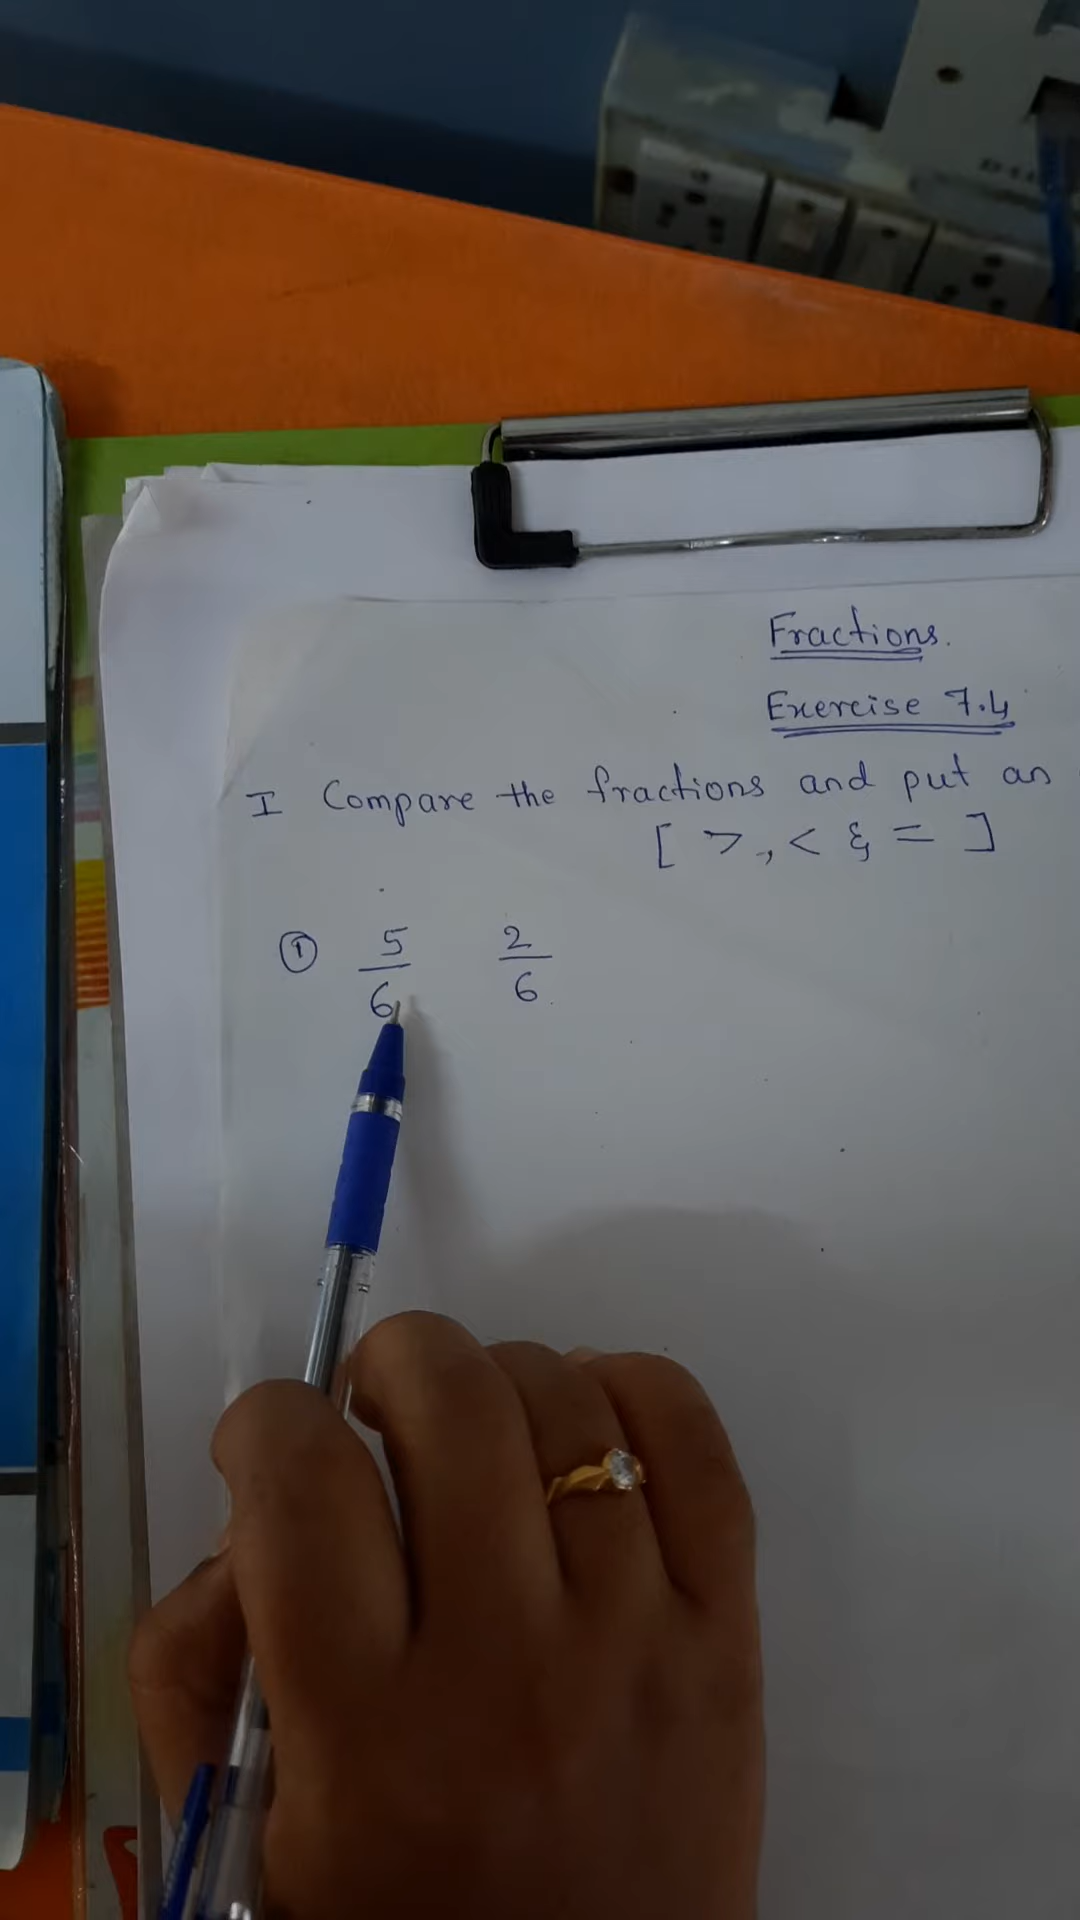 Fractions.
Exercise 7.4
I Compare the fractions and put an
[ >, < & = ]
① 5/6 2/6